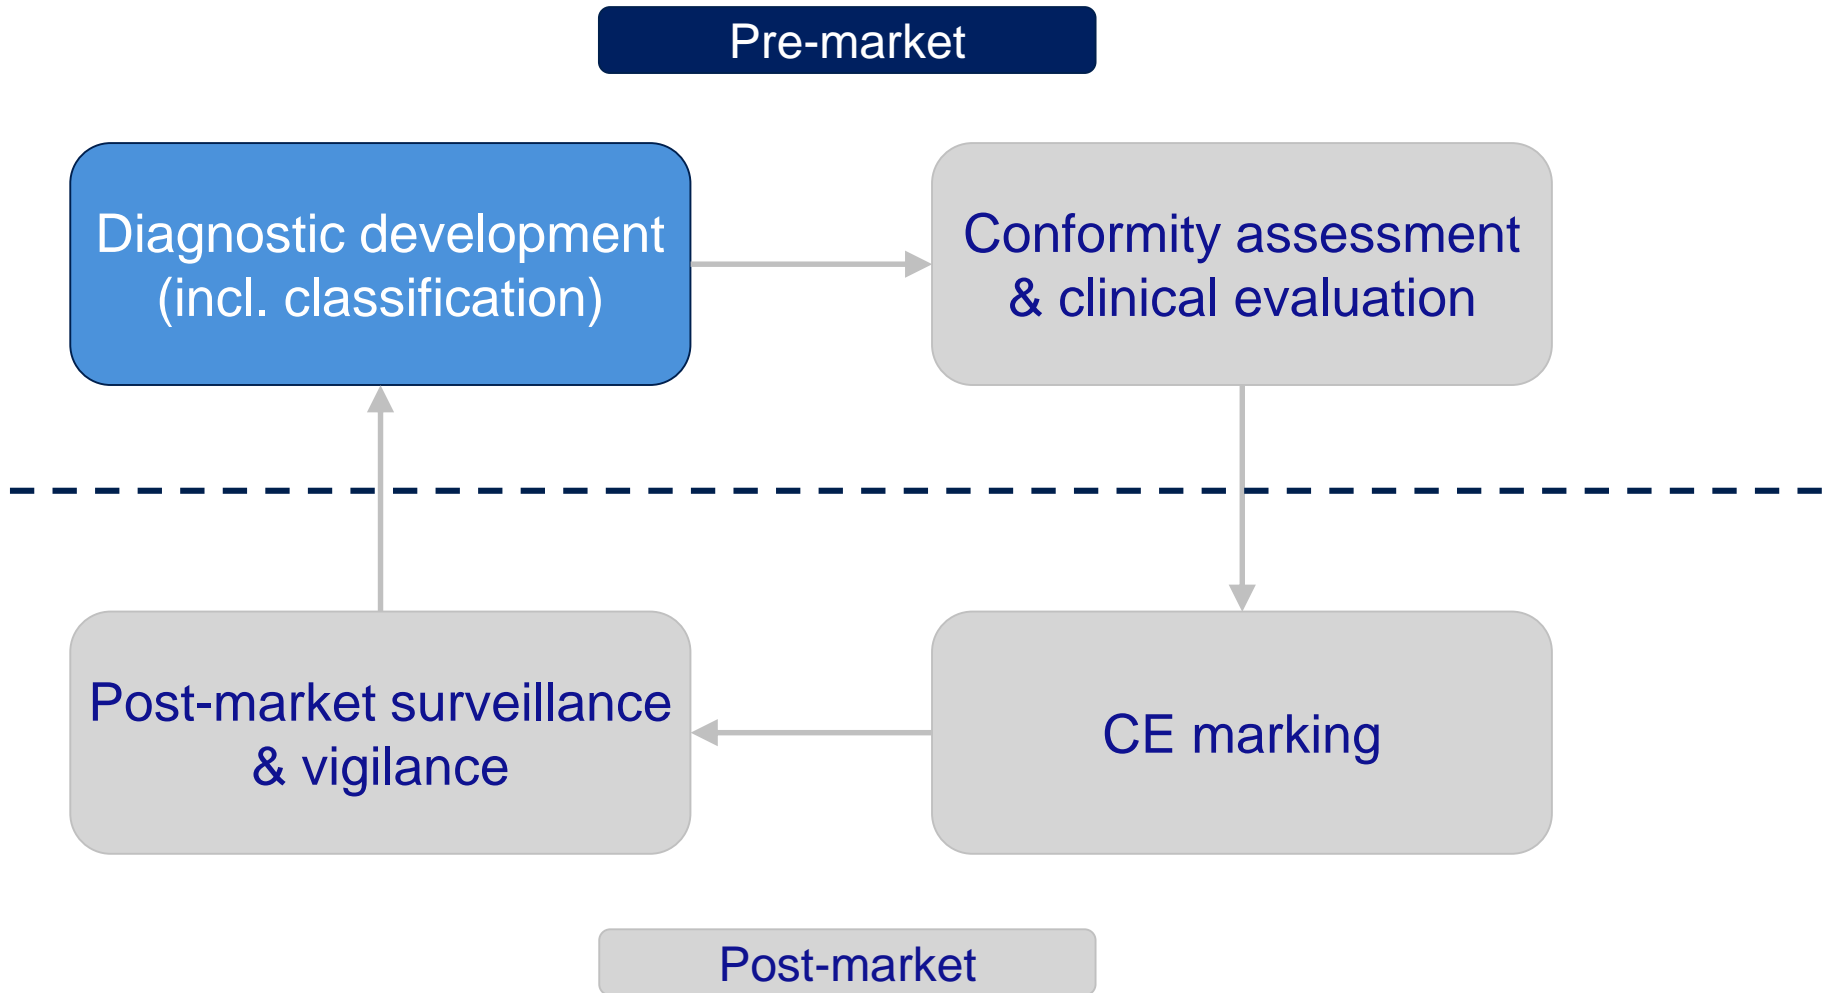 Pre-market
Diagnostic development
(incl. classification)
Conformity assessment
& clinical evaluation
Post-market surveillance
& vigilance
CE marking
Post-market